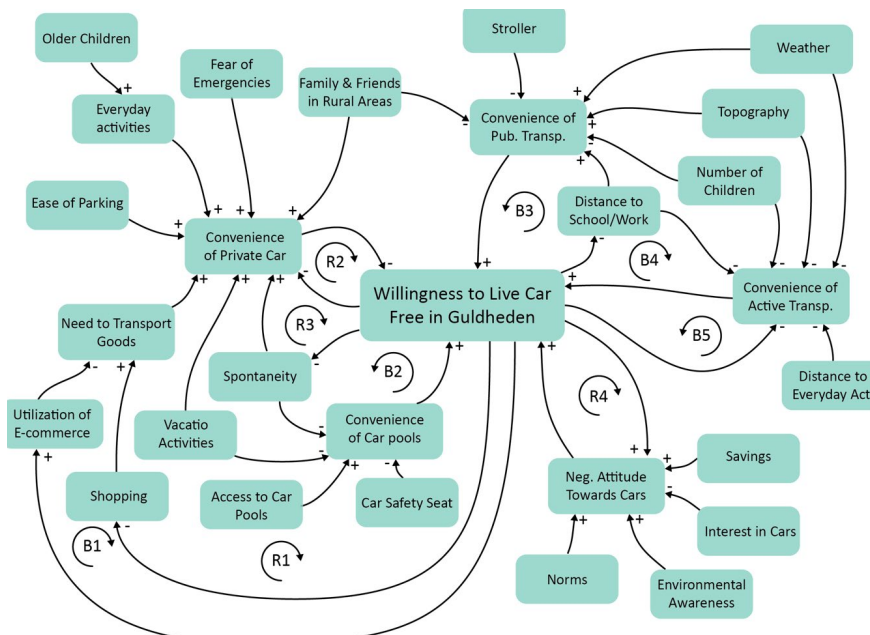 Older Children
Stroller
Weather
Fear of
Emergencies
Family & Friends
in Rural Areas
+
Everyday
activities
Convenience of
Pub. Transp.
-
-
+
+
-
+
Topography
Number of
Children
Ease of Parking
+
+
+
+
Convenience
of Private Car
Distance to
School/Work
B3
B4
R2
-
-
+
-
+
-
-
-
-
Willingness to Live Car
Free in Guldheden
Convenience of
Active Transp.
-
-
B5
Need to Transport
Goods
+
+
+
R3
-
+
+
Spontaneity
B2
R4
-
+
Utilization of
E-commerce
+
Vacatio
Activities
Convenience
of Car pools
-
-
+
-
Distance to
Everyday Act
Shopping
-
Access to Car
Pools
Car Safety Seat
Neg. Attitude
Towards Cars
+
+
-
+
+
Savings
Interest in Cars
B1
R1
Norms
Environmental
Awareness